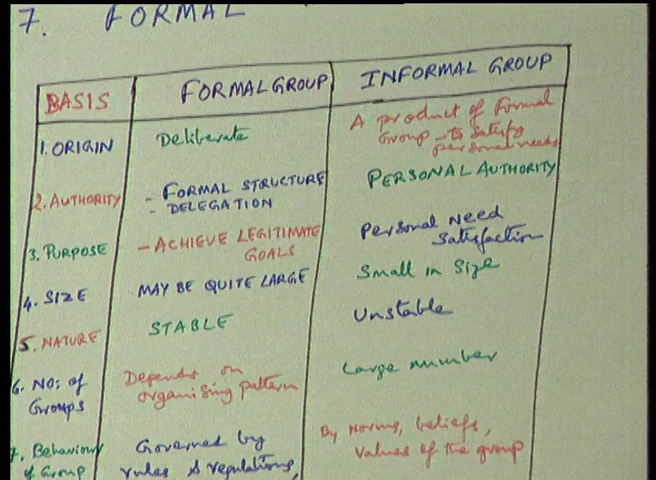 7. FORMAL
BASIS FORMAL GROUP INFORMAL GROUP
1. ORIGIN Deliberate A product of Formal
Group - to satisfy
personal needs
2. AUTHORITY - FORMAL STRUCTURE PERSONAL AUTHORITY
- DELEGATION
3. PURPOSE - ACHIEVE LEGITIMATE Personal Need
GOALS Satisfaction
4. SIZE MAY BE QUITE LARGE Small in Size
5. NATURE STABLE Unstable
6. NO: of Depends on Large number
Groups organising pattern
7. Behaviour Governed by By Norms, beliefs,
of Group rules & regulations, values of the group